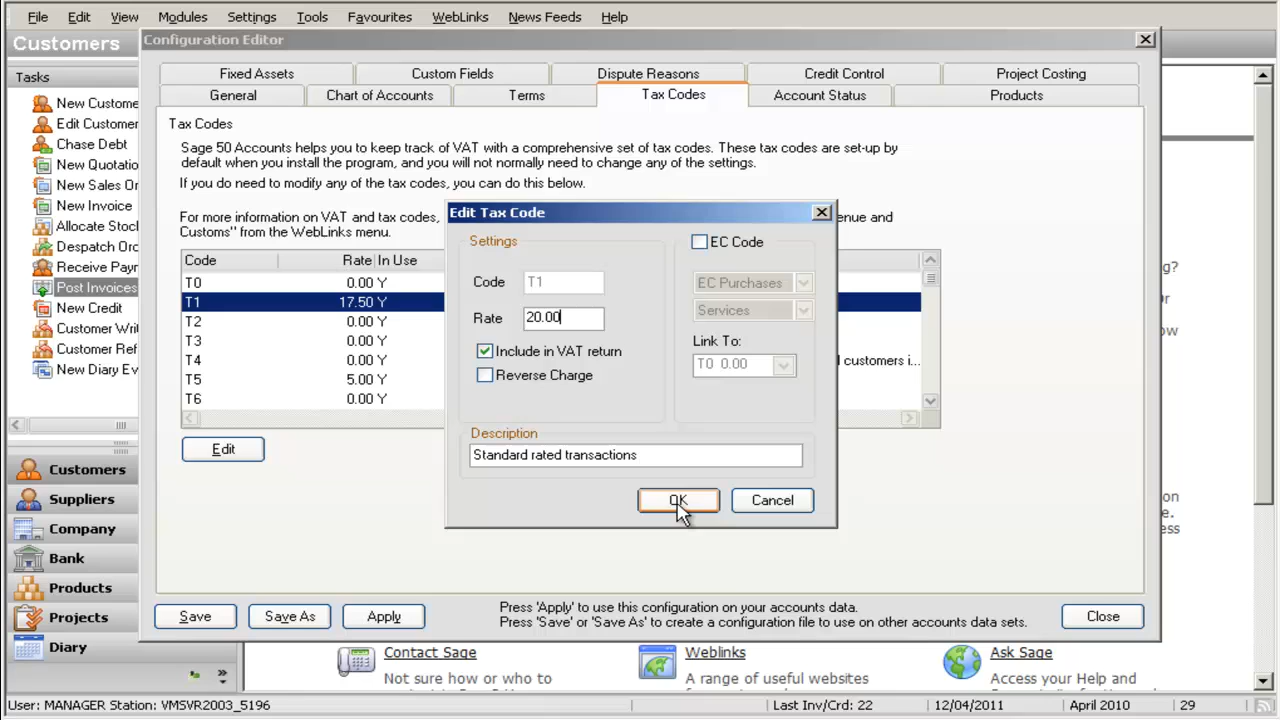 File Edit View Modules Settings Tools Favourites WebLinks News Feeds Help
Customers
Configuration Editor
Tasks
New Custome
Edit Customer
Chase Debt
New Quotatio
New Sales Or
New Invoice
Allocate Stock
Despatch Orc
Receive Payr
Post Invoices
New Credit
Customer Writ
Customer Ref
New Diary Ev
Fixed Assets Custom Fields Dispute Reasons Credit Control Project Costing
General Chart of Accounts Terms Tax Codes Account Status Products
Tax Codes
Sage 50 Accounts helps you to keep track of VAT with a comprehensive set of tax codes. These tax codes are set-up by
default when you install the program, and you will not normally need to change any of the settings.
If you do need to modify any of the tax codes, you can do this below.
For more information on VAT and tax codes, enue and
Customs" from the WebLinks menu.
Code Rate In Use
T0 0.00 Y
T1 17.50 Y
T2 0.00 Y
T3 0.00 Y
T4 0.00 Y customers i...
T5 5.00 Y
T6 0.00 Y
Edit
Edit Tax Code
Settings
Code T1
Rate 20.00
Include in VAT return
Reverse Charge
EC Code
EC Purchases
Services
Link To:
T0 0.00
Description
Standard rated transactions
OK Cancel
Save Save As Apply
Press 'Apply' to use this configuration on your accounts data.
Press 'Save' or 'Save As' to create a configuration file to use on other accounts data sets.
Close
Customers
Suppliers
Company
Bank
Products
Projects
Diary
g?
or
ow
on
e.
ess
Contact Sage
Not sure how or who to
Weblinks
A range of useful websites
Ask Sage
Access your Help and
User: MANAGER Station: VMSVR2003_5196 Last Inv/Crd: 22 12/04/2011 April 2010 29